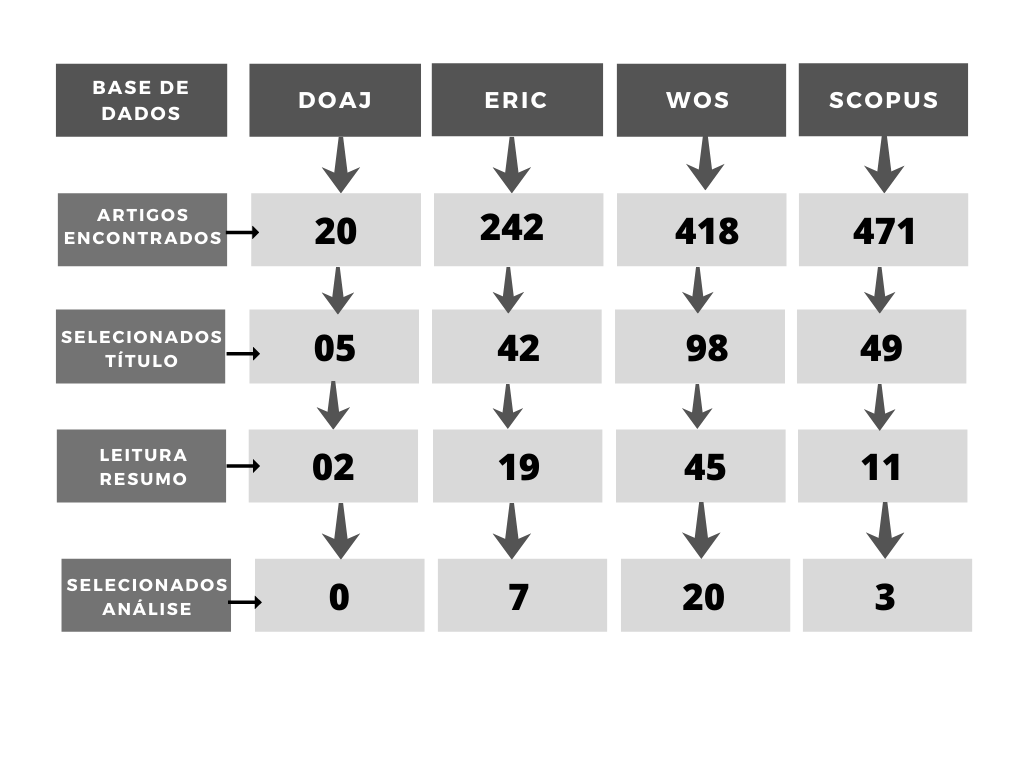 BASE DE
DADOS
DOAJ
ERIC
WOS
SCOPUS
ARTIGOS
ENCONTRADOS
20
242
418
471
SELECIONADOS
TÍTULO
05
42
98
49
LEITURA
RESUMO
02
19
45
11
SELECIONADOS
ANÁLISE
0
7
20
3